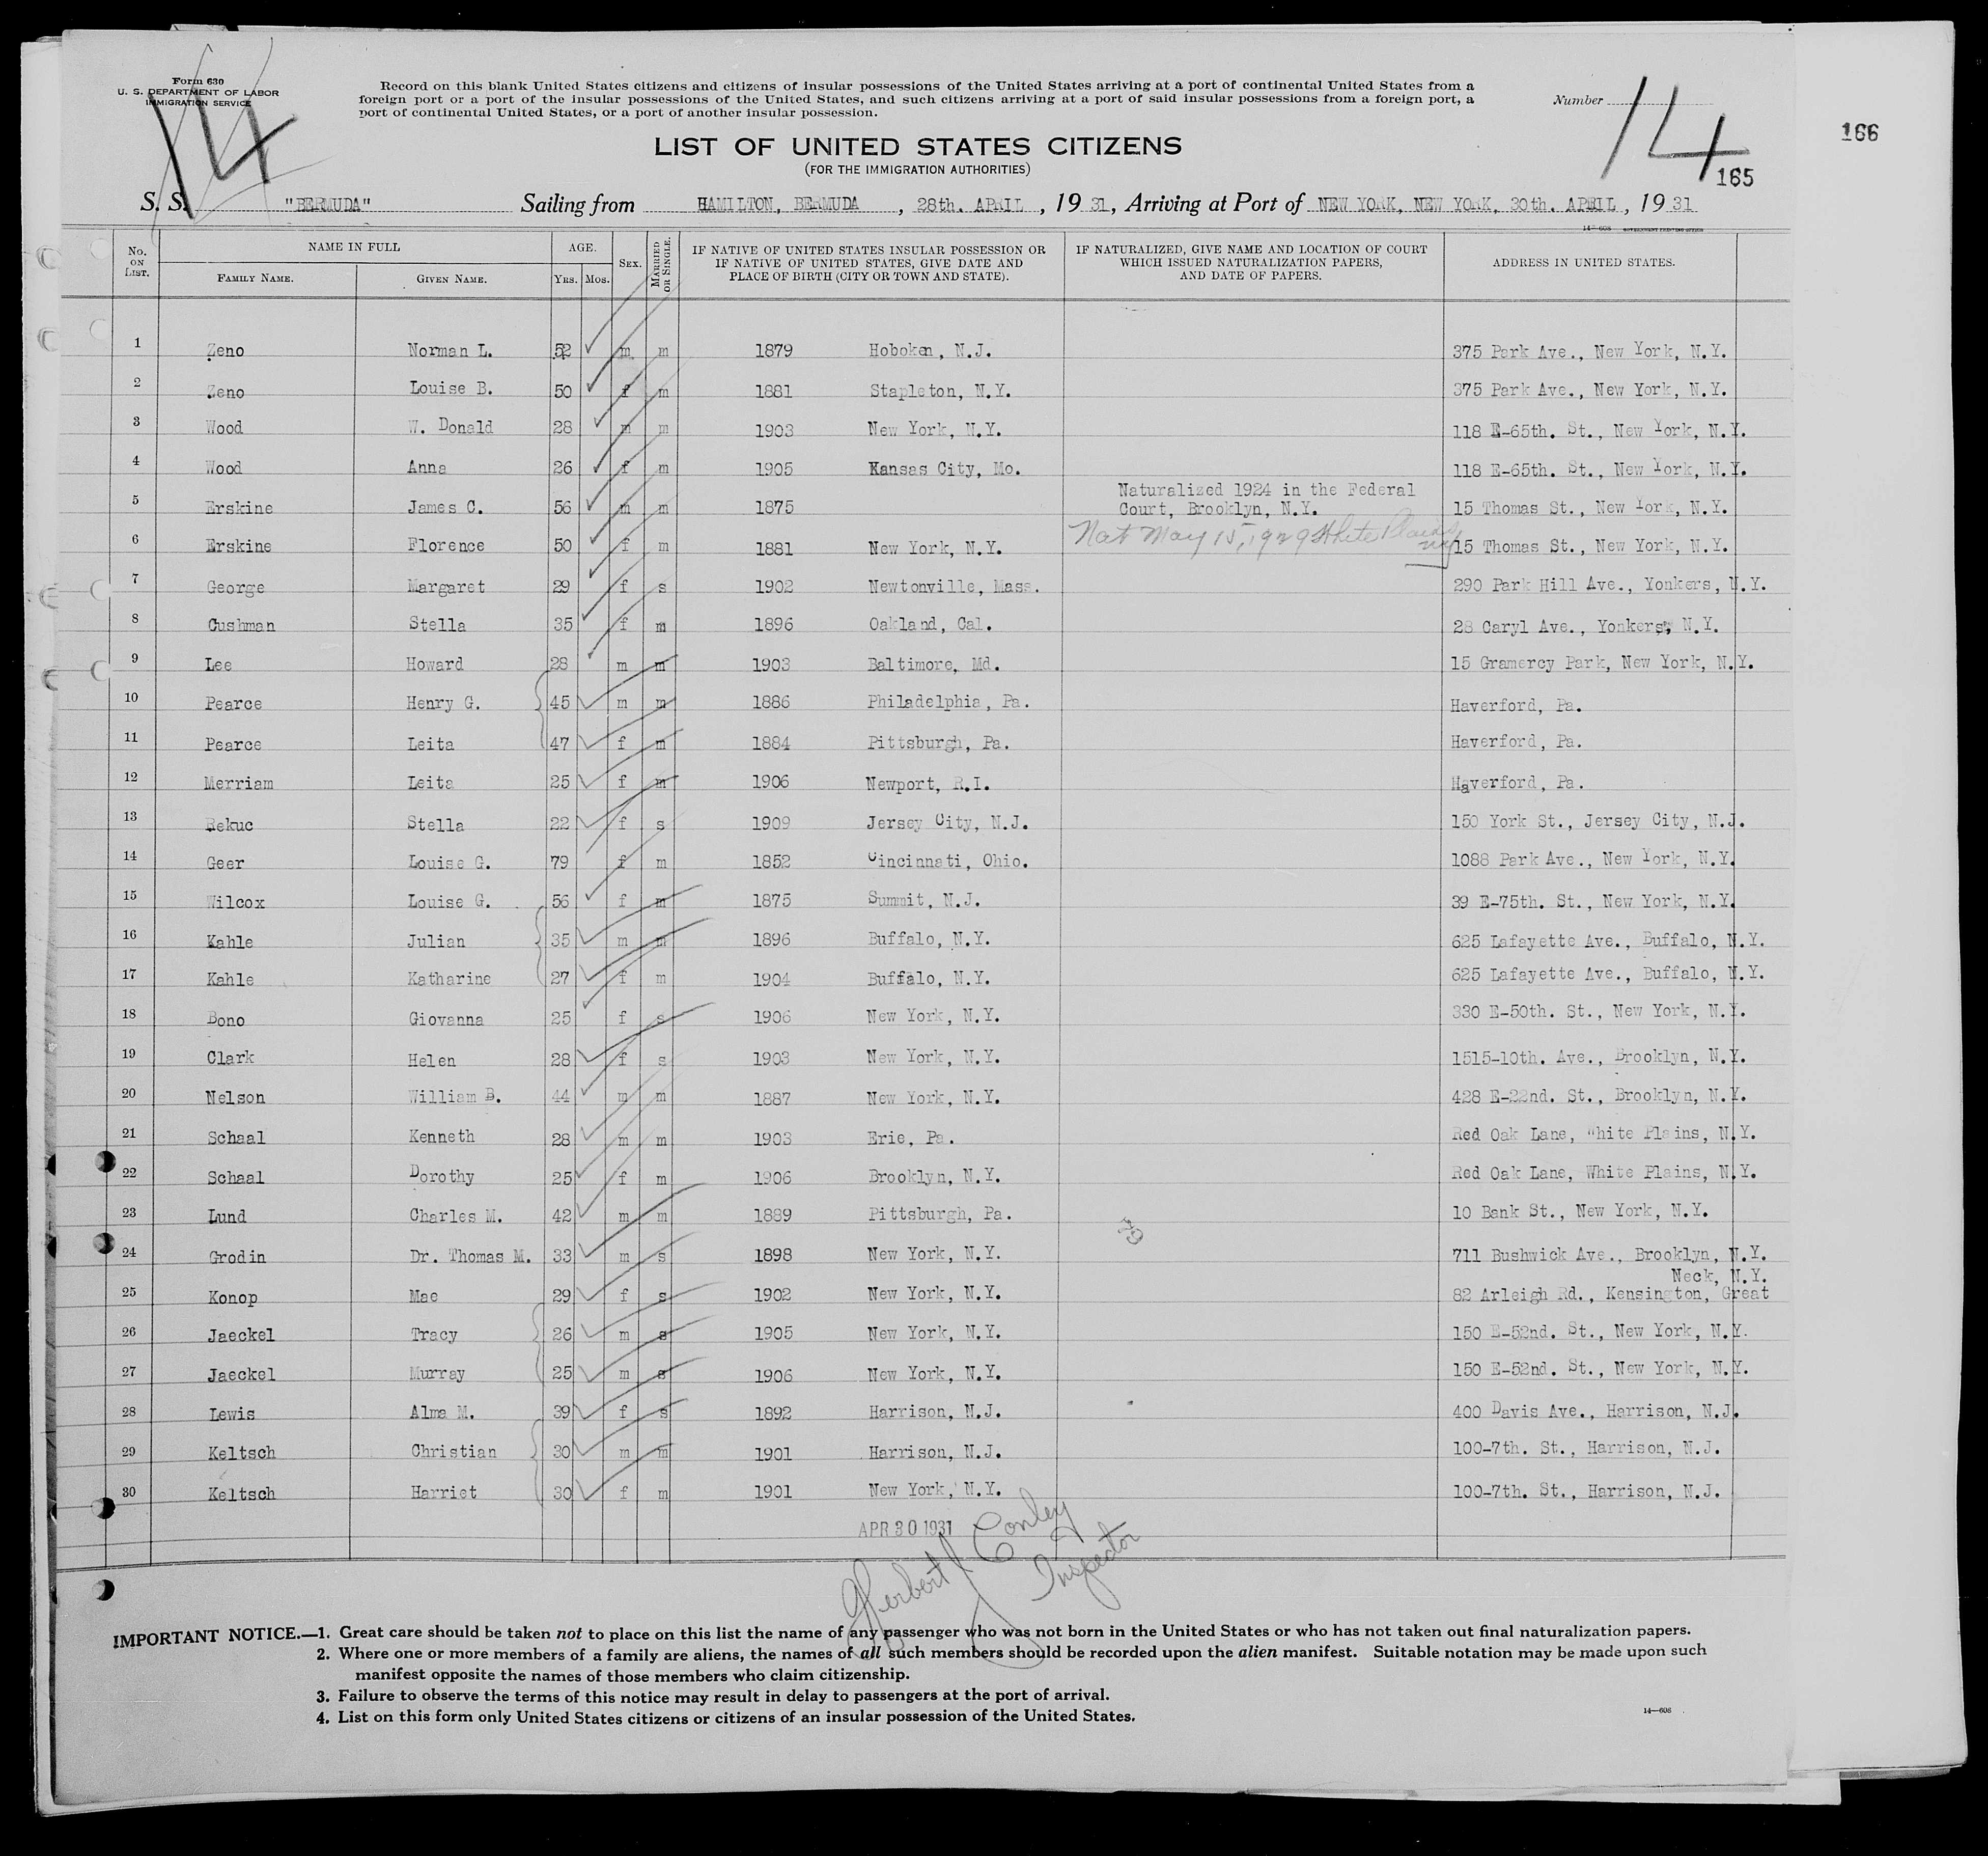 Form 630
U. S. DEPARTMENT OF LABOR
IMMIGRATION SERVICE
14
Record on this blank United States citizens and citizens of insular possessions of the United States arriving at a port of continental United States from a
foreign port or a port of the insular possessions of the United States, and such citizens arriving at a port of said insular possessions from a foreign port, a
port of continental United States, or a port of another insular possession.
Number 14
166
165
LIST OF UNITED STATES CITIZENS
(FOR THE IMMIGRATION AUTHORITIES)
S. S. "BERMUDA" Sailing from HAMILTON, BERMUDA, 28th. APRIL, 1931, Arriving at Port of NEW YORK, NEW YORK, 30th. APRIL, 1931
14-608 GOVERNMENT PRINTING OFFICE
No. ON LIST. NAME IN FULL FAMILY NAME. GIVEN NAME. AGE. YRS. MOS. SEX. MARRIED OR SINGLE. IF NATIVE OF UNITED STATES INSULAR POSSESSION OR IF NATIVE OF UNITED STATES, GIVE DATE AND PLACE OF BIRTH (CITY OR TOWN AND STATE). IF NATURALIZED, GIVE NAME AND LOCATION OF COURT WHICH ISSUED NATURALIZATION PAPERS, AND DATE OF PAPERS. ADDRESS IN UNITED STATES.
1 Zeno Norman L. 52 m m 1879 Hoboken, N.J. 375 Park Ave., New York, N.Y.
2 Zeno Louise B. 50 f m 1881 Stapleton, N.Y. 375 Park Ave., New York, N.Y.
3 Wood W. Donald 28 m m 1903 New York, N.Y. 118 E-65th. St., New York, N.Y.
4 Wood Anna 26 f m 1905 Kansas City, Mo. 118 E-65th. St., New York, N.Y.
5 Erskine James C. 56 m m 1875 Naturalized 1924 in the Federal Court, Brooklyn, N.Y. 15 Thomas St., New York, N.Y.
6 Erskine Florence 50 f m 1881 New York, N.Y. Nat May 15, 1929 White Plains NY 15 Thomas St., New York, N.Y.
7 George Margaret 29 f s 1902 Newtonville, Mass. 290 Park Hill Ave., Yonkers, N.Y.
8 Cushman Stella 35 f m 1896 Oakland, Cal. 28 Caryl Ave., Yonkers, N.Y.
9 Lee Howard 28 m m 1903 Baltimore, Md. 15 Gramercy Park, New York, N.Y.
10 Pearce Henry G. 45 m m 1886 Philadelphia, Pa. Haverford, Pa.
11 Pearce Leita 47 f m 1884 Pittsburgh, Pa. Haverford, Pa.
12 Merriam Leita 25 f m 1906 Newport, R.I. Haverford, Pa.
13 Bekuc Stella 22 f s 1909 Jersey City, N.J. 150 York St., Jersey City, N.J.
14 Geer Louise G. 79 f m 1852 Cincinnati, Ohio. 1088 Park Ave., New York, N.Y.
15 Wilcox Louise G. 56 f m 1875 Summit, N.J. 39 E-75th. St., New York, N.Y.
16 Kahle Julian 35 m m 1896 Buffalo, N.Y. 625 Lafayette Ave., Buffalo, N.Y.
17 Kahle Katharine 27 f m 1904 Buffalo, N.Y. 625 Lafayette Ave., Buffalo, N.Y.
18 Bono Giovanna 25 f s 1906 New York, N.Y. 330 E-50th. St., New York, N.Y.
19 Clark Helen 28 f s 1903 New York, N.Y. 1515-10th. Ave., Brooklyn, N.Y.
20 Nelson William B. 44 m m 1887 New York, N.Y. 428 E-22nd. St., Brooklyn, N.Y.
21 Schaal Kenneth 28 m m 1903 Erie, Pa. Red Oak Lane, White Plains, N.Y.
22 Schaal Dorothy 25 f m 1906 Brooklyn, N.Y. Red Oak Lane, White Plains, N.Y.
23 Lund Charles M. 42 m m 1889 Pittsburgh, Pa. 10 Bank St., New York, N.Y.
24 Grodin Dr. Thomas M. 33 m s 1898 New York, N.Y. 711 Bushwick Ave., Brooklyn, N.Y.
Neck, N.Y.
25 Konop Mae 29 f s 1902 New York, N.Y. 82 Arleigh Rd., Kensington, Great
26 Jaeckel Tracy 26 m s 1905 New York, N.Y. 150 E-52nd. St., New York, N.Y.
27 Jaeckel Murray 25 m s 1906 New York, N.Y. 150 E-52nd. St., New York, N.Y.
28 Lewis Alma M. 39 f s 1892 Harrison, N.J. 400 Davis Ave., Harrison, N.J.
29 Keltsch Christian 30 m m 1901 Harrison, N.J. 100-7th. St., Harrison, N.J.
30 Keltsch Harriet 30 f m 1901 New York, N.Y. 100-7th. St., Harrison, N.J.
APR 30 1931
Herbert J Conley
Inspector
IMPORTANT NOTICE.—1. Great care should be taken not to place on this list the name of any passenger who was not born in the United States or who has not taken out final naturalization papers.
2. Where one or more members of a family are aliens, the names of all such members should be recorded upon the alien manifest. Suitable notation may be made upon such
manifest opposite the names of those members who claim citizenship.
3. Failure to observe the terms of this notice may result in delay to passengers at the port of arrival.
4. List on this form only United States citizens or citizens of an insular possession of the United States.
14—608